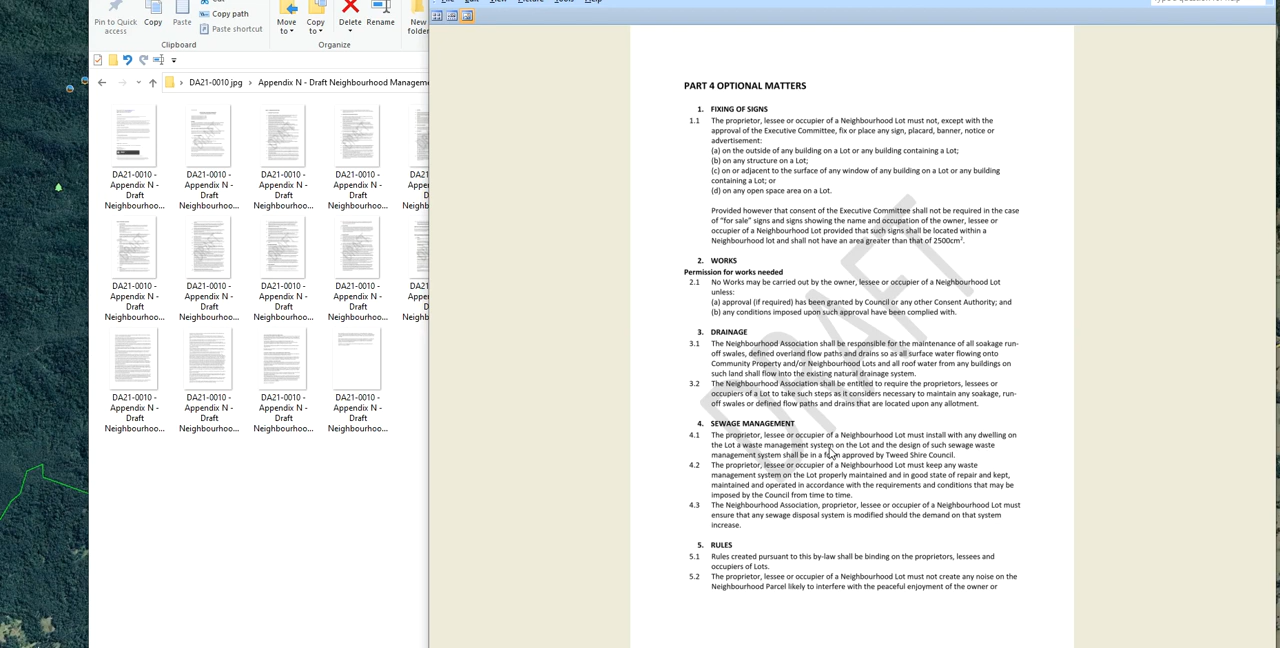 File Edit View Picture Tools Help
Type a question for help
Pin to Quick
access
Copy
Paste
Cut
Copy path
Paste shortcut
Move
to
Copy
to
Delete
Rename
New
folder
Clipboard
Organize
DA21-0010 jpg > Appendix N - Draft Neighbourhood Manageme
DA21-0010 -
Appendix N -
Draft
Neighbourhoo...
DA21-0010 -
Appendix N -
Draft
Neighbourhoo...
DA21-0010 -
Appendix N -
Draft
Neighbourhoo...
DA21-0010 -
Appendix N -
Draft
Neighbourhoo...
DA
App
Neigh
DA21-0010 -
Appendix N -
Draft
Neighbourhoo...
DA21-0010 -
Appendix N -
Draft
Neighbourhoo...
DA21-0010 -
Appendix N -
Draft
Neighbourhoo...
DA21-0010 -
Appendix N -
Draft
Neighbourhoo...
DA
App
Neigh
DA21-0010 -
Appendix N -
Draft
Neighbourhoo...
DA21-0010 -
Appendix N -
Draft
Neighbourhoo...
DA21-0010 -
Appendix N -
Draft
Neighbourhoo...
DA21-0010 -
Appendix N -
Draft
Neighbourhoo...
PART 4 OPTIONAL MATTERS
1. FIXING OF SIGNS
1.1 The proprietor, lessee or occupier of a Neighbourhood Lot must not, except with the
approval of the Executive Committee, fix or place any sign, placard, banner, notice or
advertisement:
(a) on the outside of any building on a Lot or any building containing a Lot;
(b) on any structure on a Lot;
(c) on or adjacent to the surface of any window of any building on a Lot or any building
containing a Lot; or
(d) on any open space area on a Lot.
Provided however that consent of the Executive Committee shall not be required in the case
of "for sale" signs and signs showing the name and occupation of the owner, lessee or
occupier of a Neighbourhood Lot provided that such signs shall be located within a
Neighbourhood lot and shall not have an area greater than that of 2500cm².
2. WORKS
Permission for works needed
2.1 No Works may be carried out by the owner, lessee or occupier of a Neighbourhood Lot
unless:
(a) approval (if required) has been granted by Council or any other Consent Authority; and
(b) any conditions imposed upon such approval have been complied with.
3. DRAINAGE
3.1 The Neighbourhood Association shall be responsible for the maintenance of all soakage run-
off swales, defined overland flow paths and drains so as all surface water flowing onto
Community Property and/or Neighbourhood Lots and all roof water from any buildings on
such land shall flow into the existing natural drainage system.
3.2 The Neighbourhood Association shall be entitled to require the proprietors, lessees or
occupiers of a Lot to take such steps as it considers necessary to maintain any soakage, run-
off swales or defined flow paths and drains that are located upon any allotment.
4. SEWAGE MANAGEMENT
4.1 The proprietor, lessee or occupier of a Neighbourhood Lot must install with any dwelling on
the Lot a waste management system on the Lot and the design of such sewage waste
management system shall be in a form approved by Tweed Shire Council.
4.2 The proprietor, lessee or occupier of a Neighbourhood Lot must keep any waste
management system on the Lot properly maintained and in good state of repair and kept,
maintained and operated in accordance with the requirements and conditions that may be
imposed by the Council from time to time.
4.3 The Neighbourhood Association, proprietor, lessee or occupier of a Neighbourhood Lot must
ensure that any sewage disposal system is modified should the demand on that system
increase.
5. RULES
5.1 Rules created pursuant to this by-law shall be binding on the proprietors, lessees and
occupiers of Lots.
5.2 The proprietor, lessee or occupier of a Neighbourhood Lot must not create any noise on the
Neighbourhood Parcel likely to interfere with the peaceful enjoyment of the owner or
DRAFT